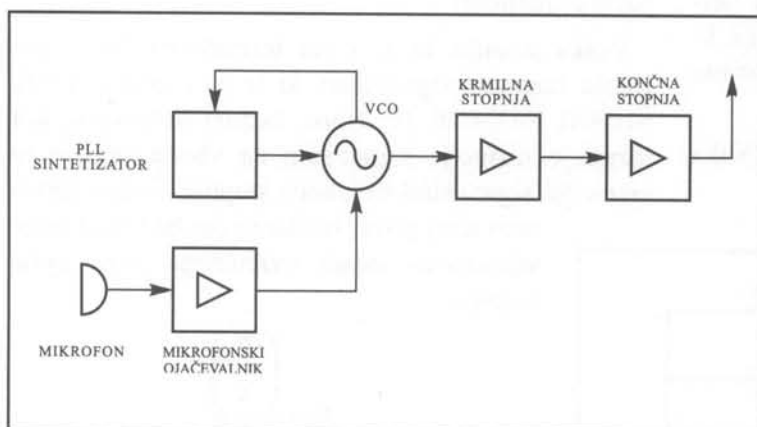 KRMILNA
STOPNJA
KONČNA
STOPNJA
VCO
PLL
SINTETIZATOR
MIKROFON
MIKROFONSKI
OJAČEVALNIK